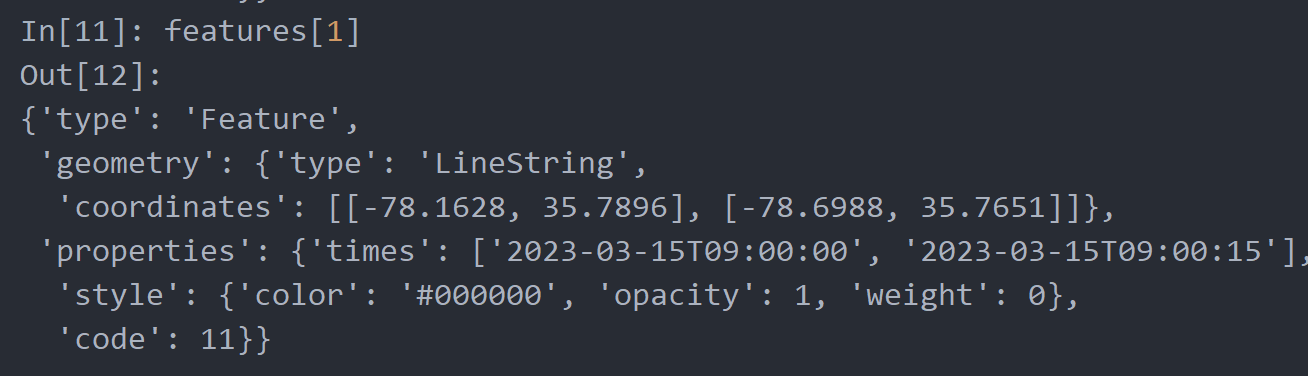 In[11]: features[1]
Out[12]:
{'type': 'Feature',
 'geometry': {'type': 'LineString',
  'coordinates': [[-78.1628, 35.7896], [-78.6988, 35.7651]]},
 'properties': {'times': ['2023-03-15T09:00:00', '2023-03-15T09:00:15'],
  'style': {'color': '#000000', 'opacity': 1, 'weight': 0},
  'code': 11}}